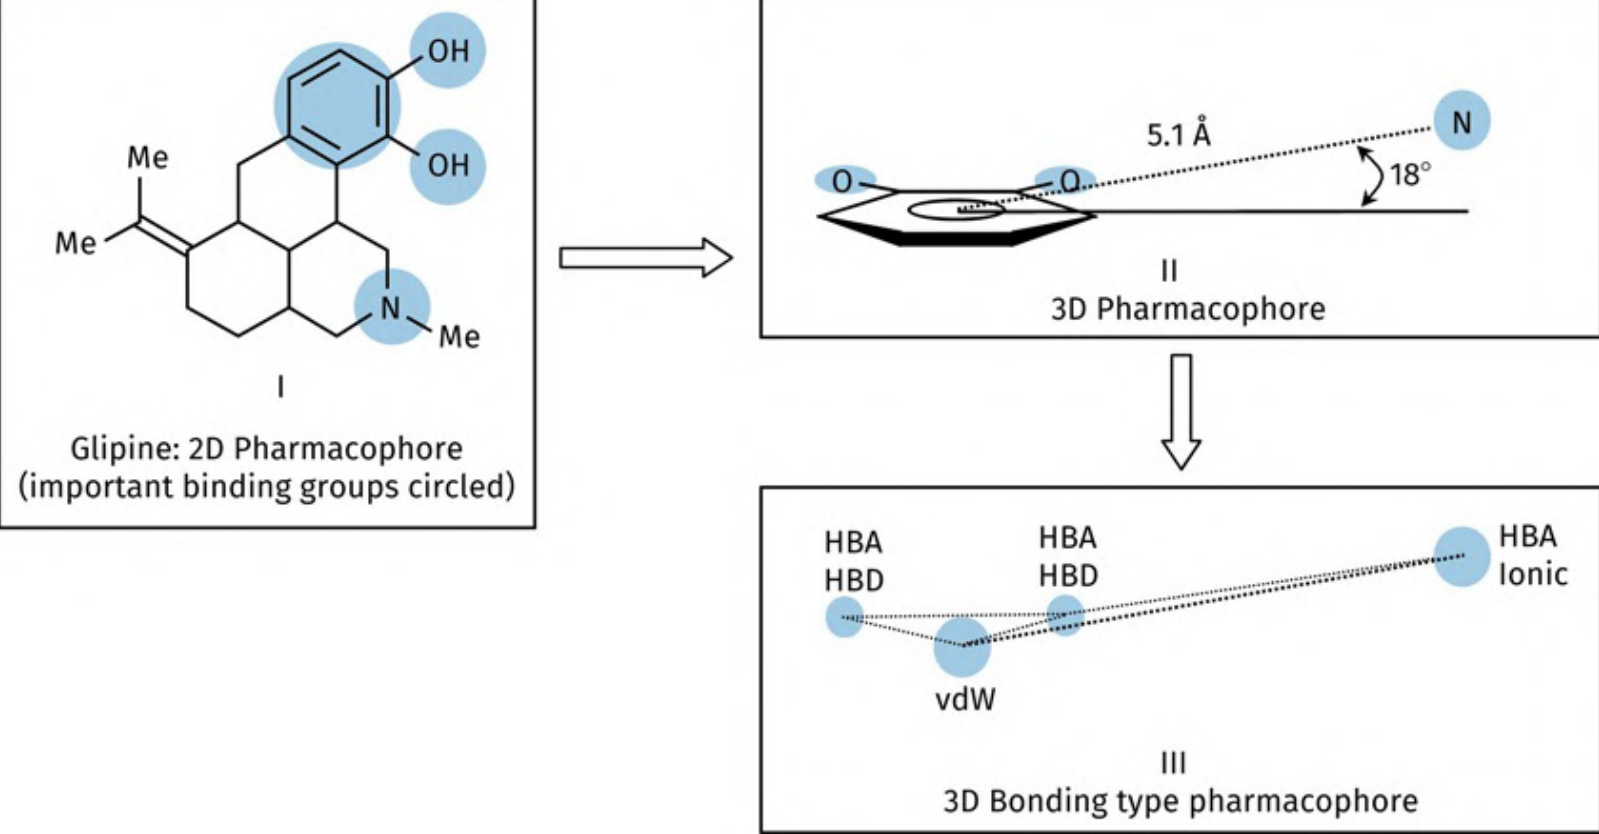 OH
OH
Me
Me
N
Me
I
Glipine: 2D Pharmacophore
(important binding groups circled)
5.1 Å
N
18°
O
O
II
3D Pharmacophore
HBA
HBD
HBA
HBD
HBA
Ionic
vdW
III
3D Bonding type pharmacophore